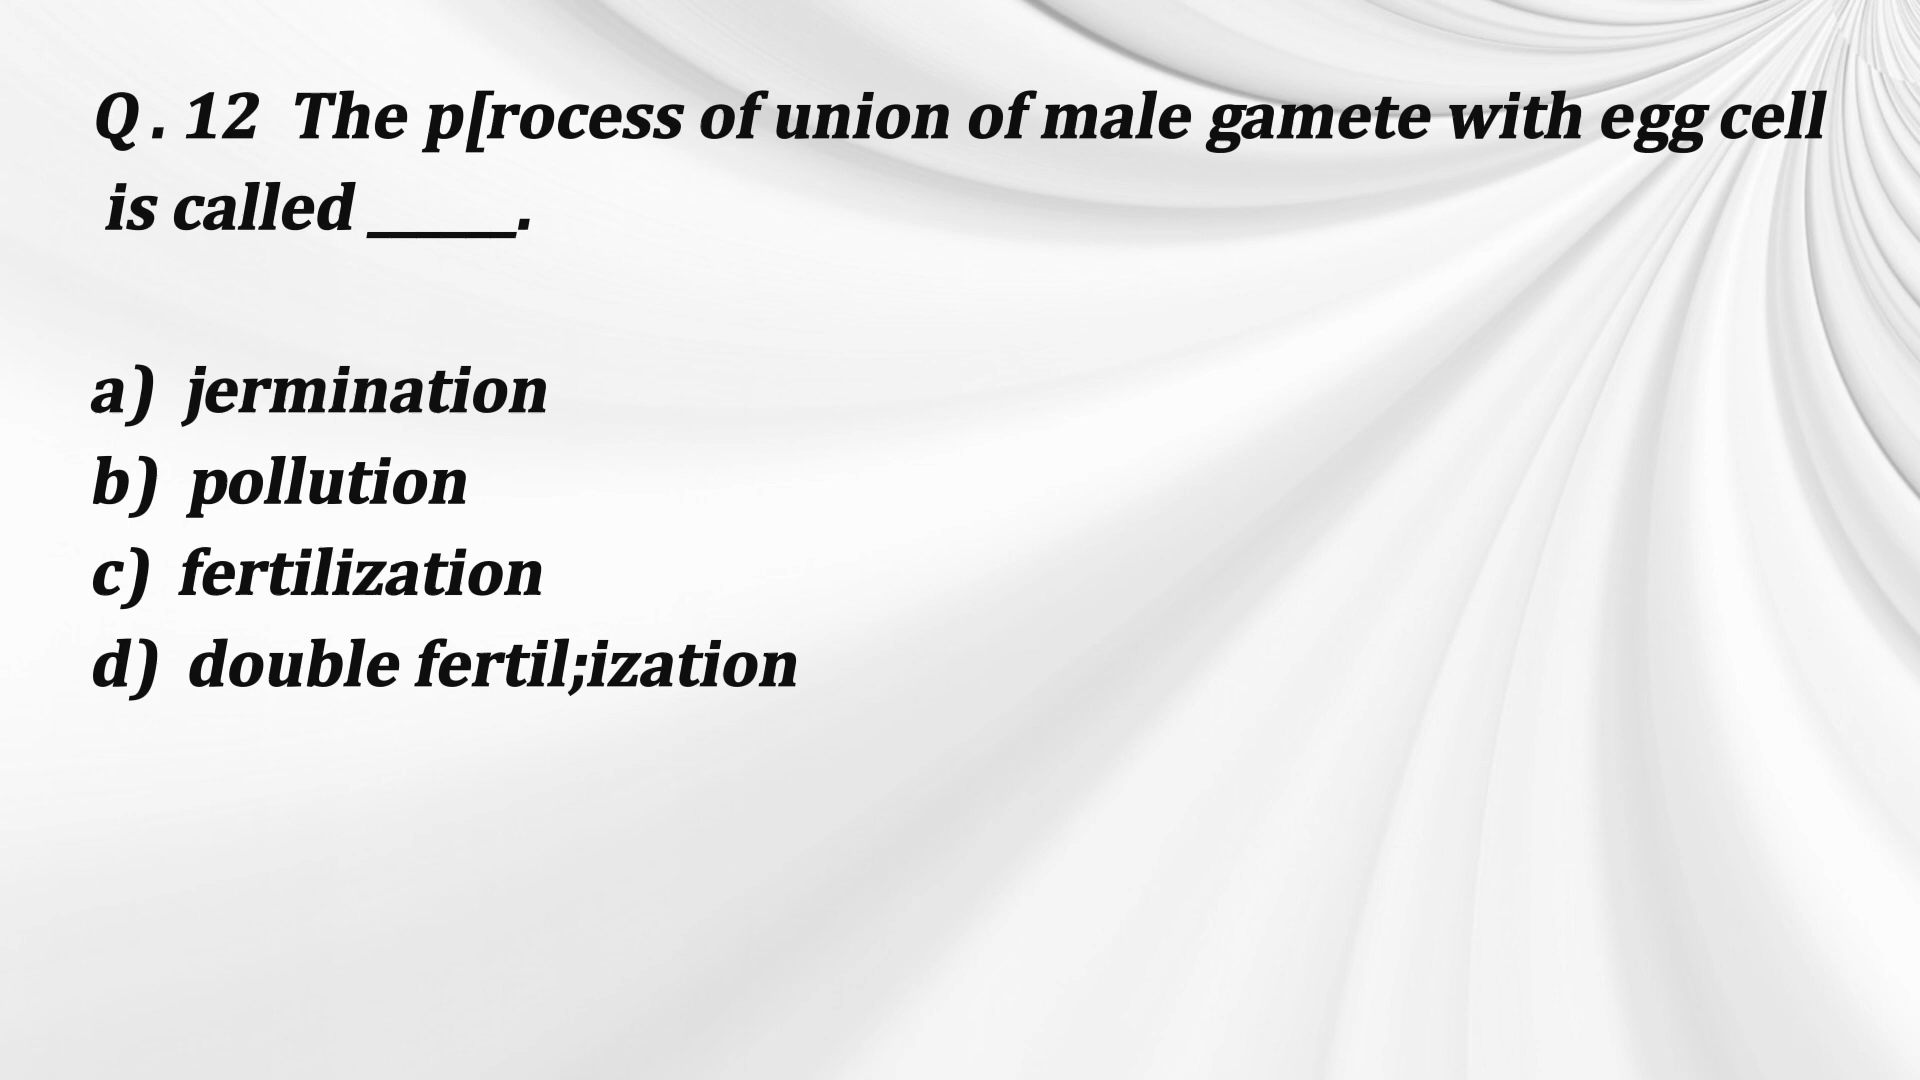 Q . 12 The p[rocess of union of male gamete with egg cell
is called ______.
a) jermination
b) pollution
c) fertilization
d) double fertil;ization